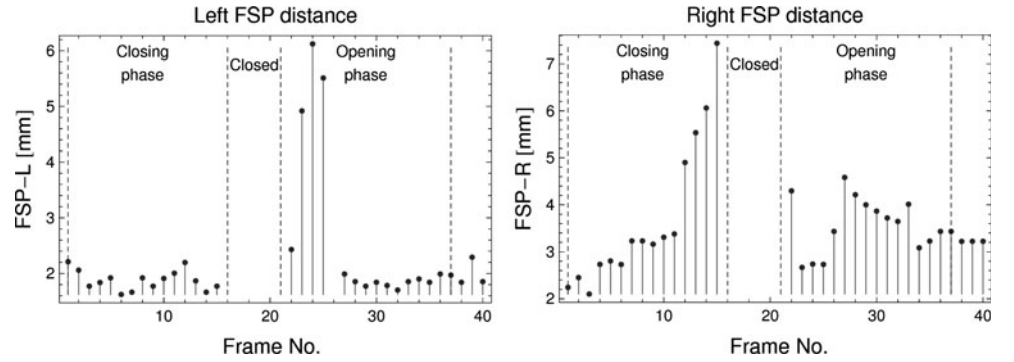 Left FSP distance
FSP-L [mm]
6
5
4
3
2
Closing
phase
Closed
Opening
phase
0
10
20
30
40
Frame No.
Right FSP distance
FSP-R [mm]
7
6
5
4
3
2
Closing
phase
Closed
Opening
phase
10
20
30
40
Frame No.